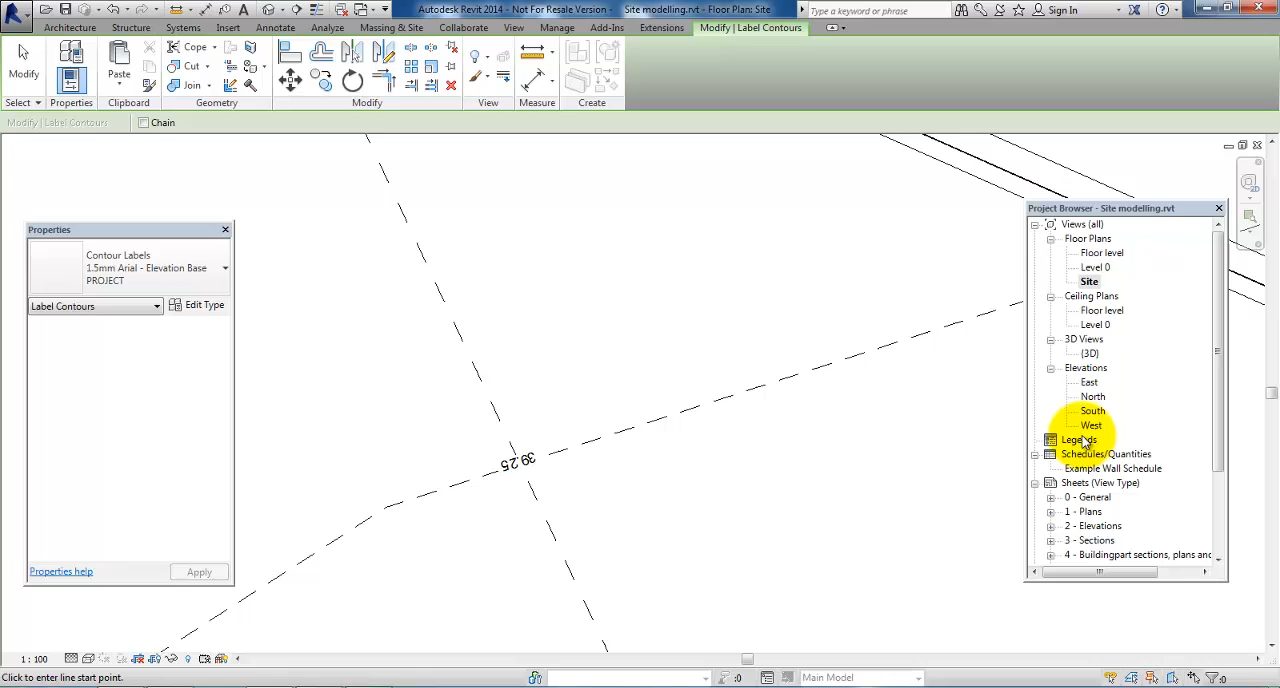 Autodesk Revit 2014 - Not For Resale Version - Site modelling.rvt - Floor Plan: Site
Type a keyword or phrase
Sign In
Architecture Structure Systems Insert Annotate Analyze Massing & Site Collaborate View Manage Add-Ins Extensions Modify | Label Contours
Modify
Paste
Cope
Cut
Join
Select Properties Clipboard Geometry Modify View Measure Create
Modify | Label Contours
Chain
Properties
Contour Labels
1.5mm Arial - Elevation Base
PROJECT
Label Contours
Edit Type
Properties help
Apply
39.25
Project Browser - Site modelling.rvt
Views (all)
Floor Plans
Floor level
Level 0
Site
Ceiling Plans
Floor level
Level 0
3D Views
(3D)
Elevations
East
North
South
West
Legends
Schedules/Quantities
Example Wall Schedule
Sheets (View Type)
0 - General
1 - Plans
2 - Elevations
3 - Sections
4 - Buildingpart sections, plans and
1 : 100
Click to enter line start point.
:0
Main Model
:0